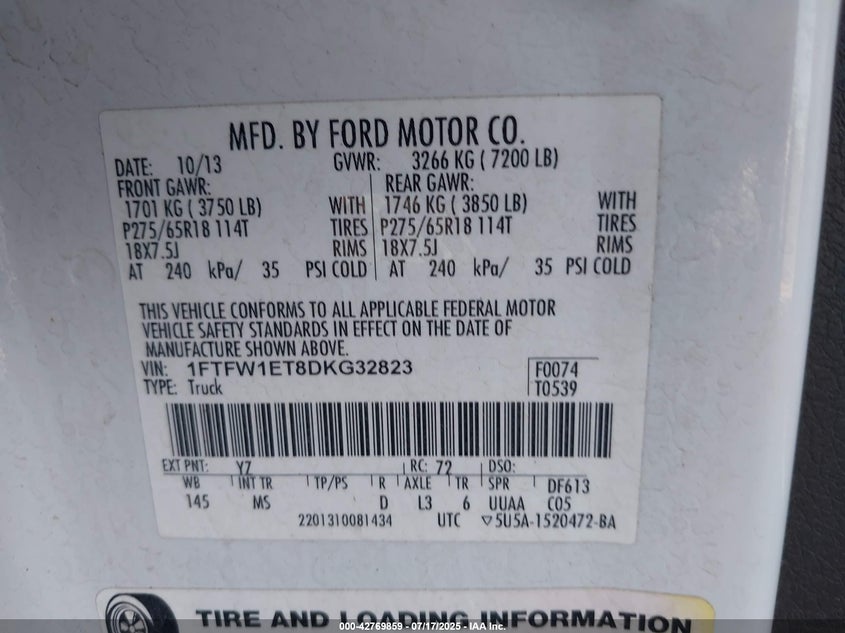 MFD. BY FORD MOTOR CO.
DATE: 10/13 GVWR: 3266 KG ( 7200 LB)
FRONT GAWR: REAR GAWR:
1701 KG ( 3750 LB) WITH 1746 KG ( 3850 LB) WITH
P275/65R18 114T TIRES P275/65R18 114T TIRES
18X7.5J RIMS 18X7.5J RIMS
AT 240 kPa/ 35 PSI COLD AT 240 kPa/ 35 PSI COLD
THIS VEHICLE CONFORMS TO ALL APPLICABLE FEDERAL MOTOR
VEHICLE SAFETY STANDARDS IN EFFECT ON THE DATE OF
MANUFACTURE SHOWN ABOVE.
VIN: 1FTFW1ET8DKG32823 F0074
TYPE: Truck T0539
EXT PNT: YZ RC: 72 DSO:
WB INT TR TP/PS R AXLE TR SPR DF613
145 MS D L3 6 UUAA C05
2201310081434 UTC ▽5U5A-1520472-BA
TIRE AND LOADING INFORMATION
000-42769859 - 07/17/2025 - IAA Inc.